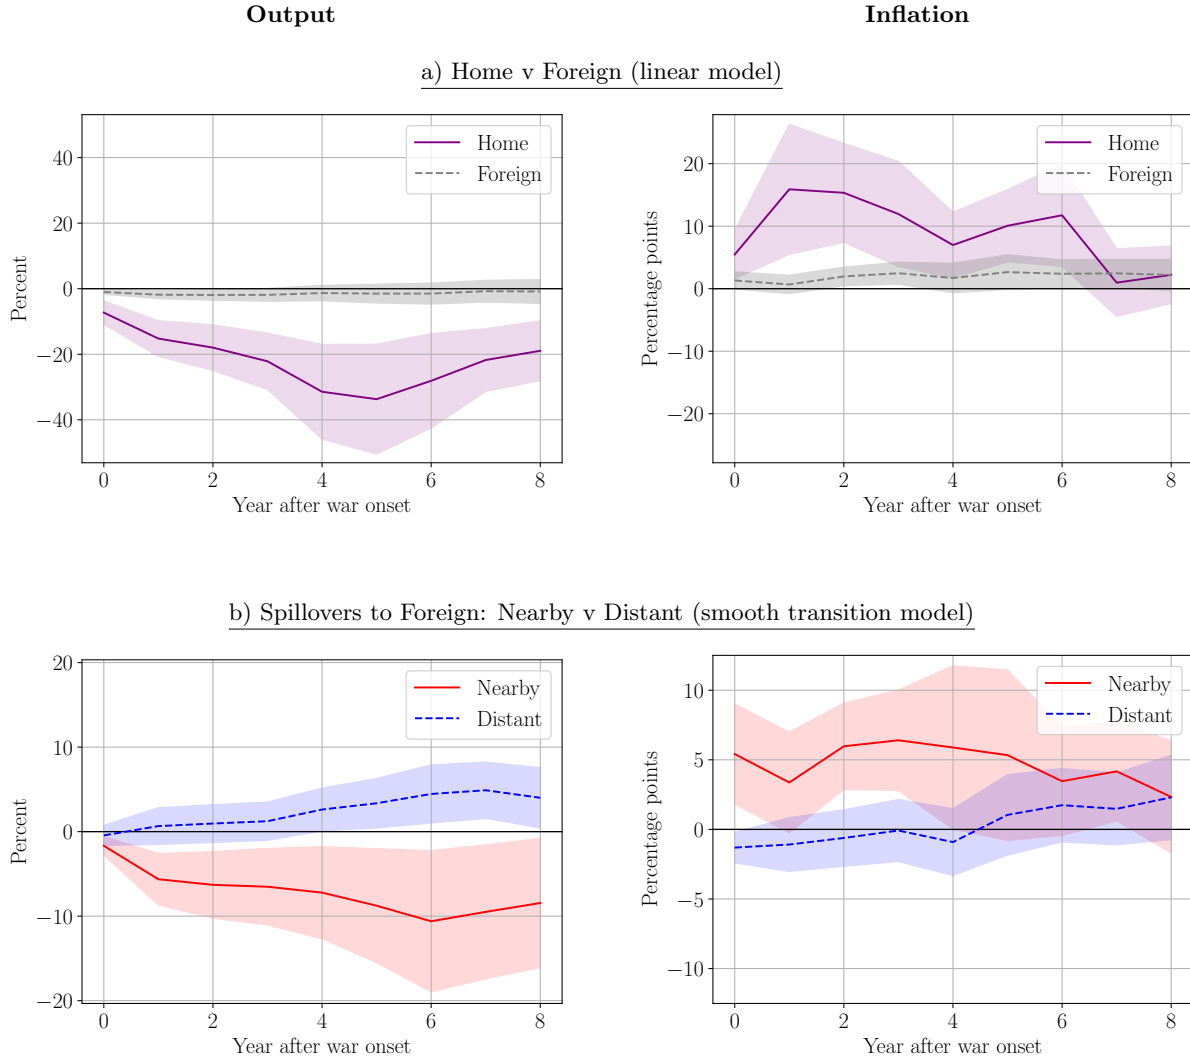 Output
Inflation
a) Home v Foreign (linear model)
Percent
40
20
0
−20
−40
Home
Foreign
0 2 4 6 8
Year after war onset
Percentage points
20
10
0
−10
−20
Home
Foreign
0 2 4 6 8
Year after war onset
b) Spillovers to Foreign: Nearby v Distant (smooth transition model)
Percent
20
10
0
−10
−20
Nearby
Distant
0 2 4 6 8
Year after war onset
Percentage points
10
5
0
−5
−10
Nearby
Distant
0 2 4 6 8
Year after war onset